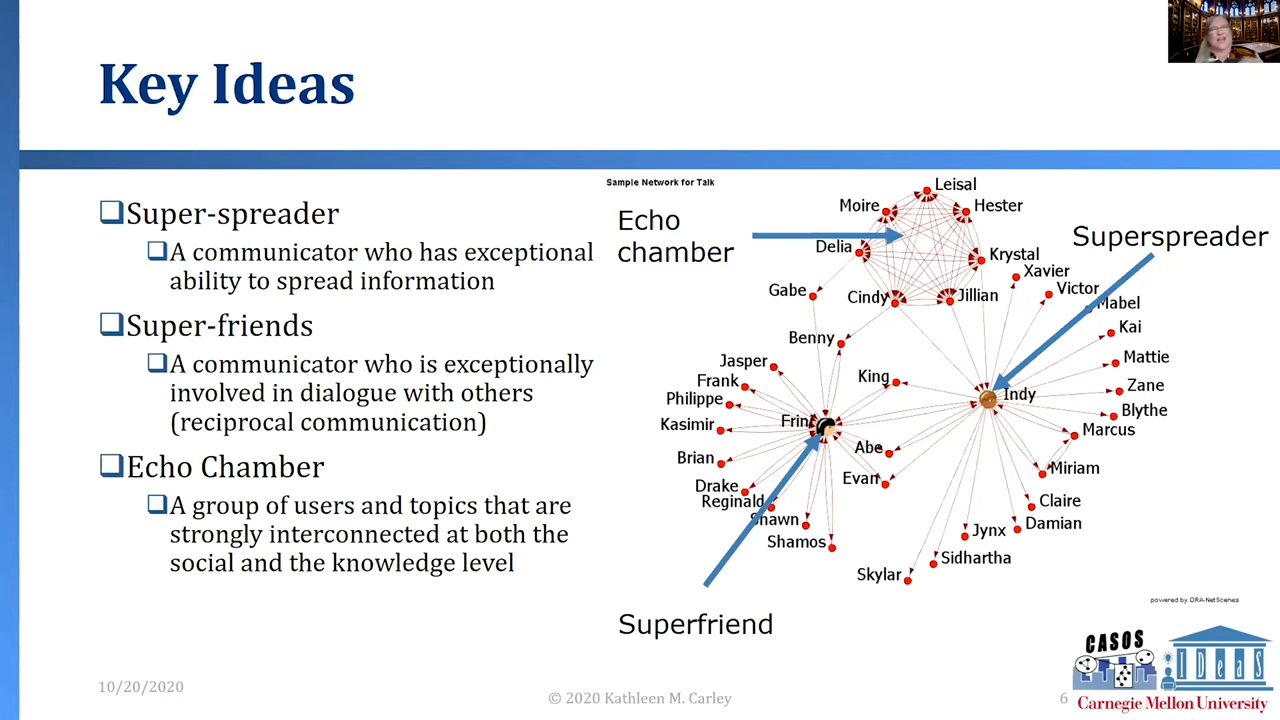 Key Ideas
Super-spreader
A communicator who has exceptional
ability to spread information
Super-friends
A communicator who is exceptionally
involved in dialogue with others
(reciprocal communication)
Echo Chamber
A group of users and topics that are
strongly interconnected at both the
social and the knowledge level
Sample Network for Talk
Echo
chamber
Superspreader
Leisal
Moire
Hester
Delia
Krystal
Xavier
Gabe
Cindy
Jillian
Victor
Mabel
Kai
Benny
Mattie
Jasper
King
Frank
Zane
Philippe
Indy
Blythe
Kasimir
Frint
Marcus
Abe
Brian
Miriam
Evan
Drake
Reginald
Claire
Shawn
Damian
Jynx
Shamos
Sidhartha
Skylar
Superfriend
powered by ORA-NetScenes
CASOS
IDeaS
Carnegie Mellon University
10/20/2020
© 2020 Kathleen M. Carley
6